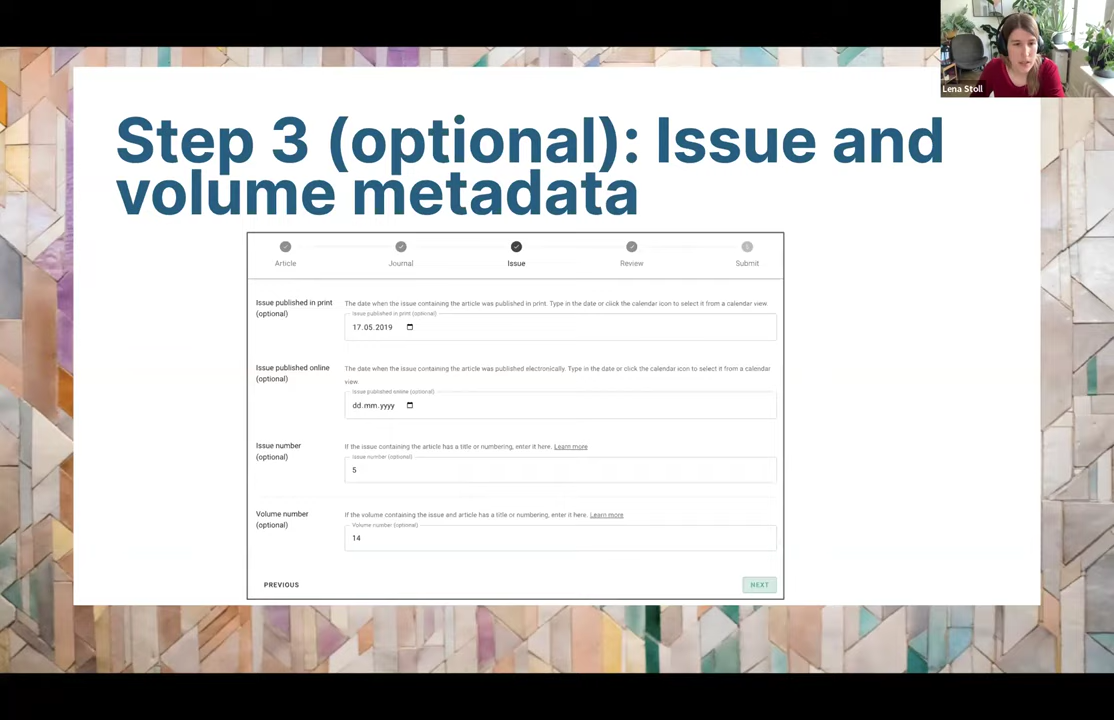 Lena Stoll
Step 3 (optional): Issue and
volume metadata
Article
Journal
Issue
Review
5
Submit
Issue published in print
(optional)
The date when the issue containing the article was published in print. Type in the date or click the calendar icon to select it from a calendar view.
Issue published in print (optional)
17.05.2019
Issue published online
(optional)
The date when the issue containing the article was published electronically. Type in the date or click the calendar icon to select it from a calendar
view.
Issue published online (optional)
dd.mm.yyyy
Issue number
(optional)
If the issue containing the article has a title or numbering, enter it here. Learn more
Issue number (optional)
5
Volume number
(optional)
If the volume containing the issue and article has a title or numbering, enter it here. Learn more
Volume number (optional)
14
PREVIOUS
NEXT